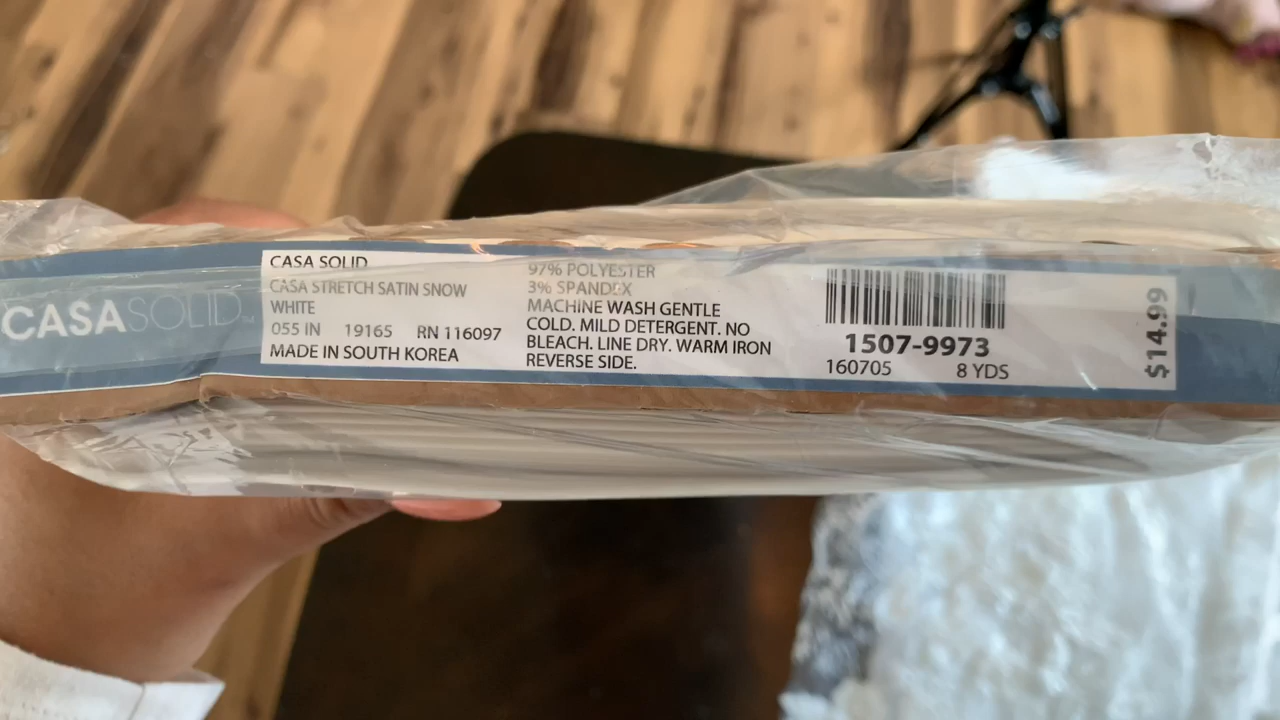 CASASOLID™
CASA SOLID
CASA STRETCH SATIN SNOW
WHITE
055 IN 19165 RN 116097
MADE IN SOUTH KOREA
97% POLYESTER
3% SPANDEX
MACHINE WASH GENTLE
COLD. MILD DETERGENT. NO
BLEACH. LINE DRY. WARM IRON
REVERSE SIDE.
1507-9973
160705 8 YDS
$14.99